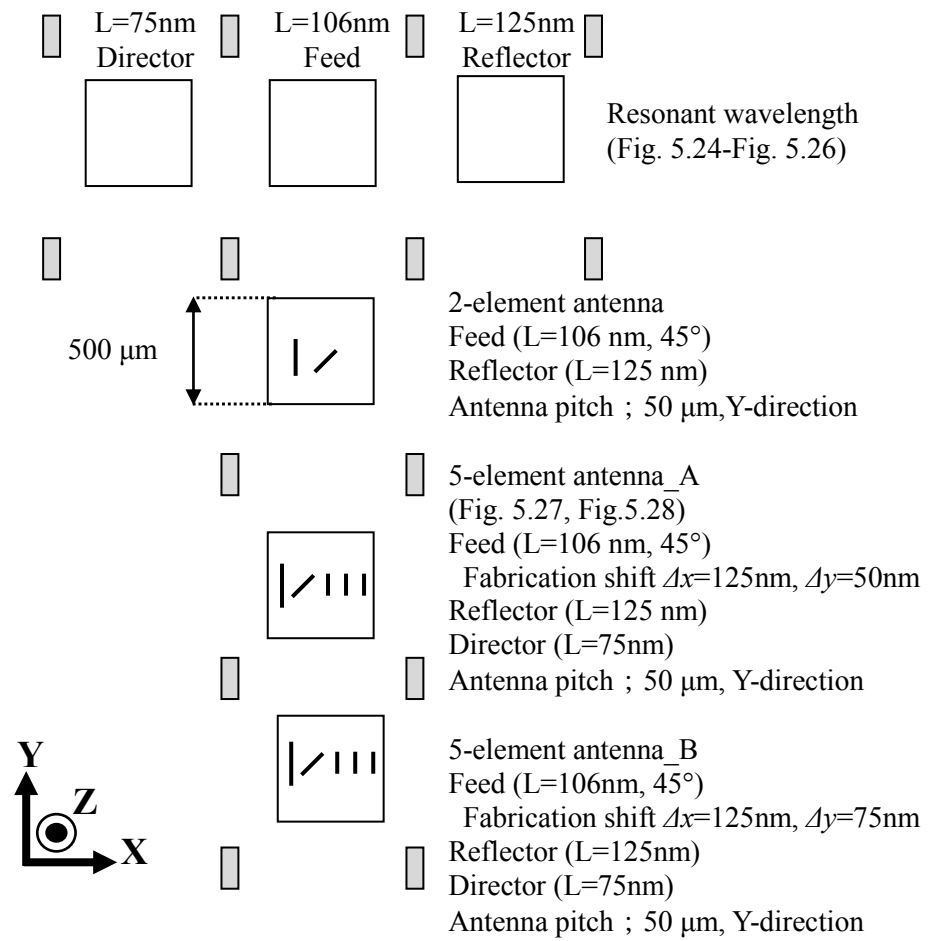 L=75nm
Director
L=106nm
Feed
L=125nm
Reflector
Resonant wavelength
(Fig. 5.24-Fig. 5.26)
500 μm
2-element antenna
Feed (L=106 nm, 45°)
Reflector (L=125 nm)
Antenna pitch ; 50 μm,Y-direction
5-element antenna_A
(Fig. 5.27, Fig.5.28)
Feed (L=106 nm, 45°)
Fabrication shift Δx=125nm, Δy=50nm
Reflector (L=125 nm)
Director (L=75nm)
Antenna pitch ; 50 μm, Y-direction
5-element antenna_B
Feed (L=106nm, 45°)
Fabrication shift Δx=125nm, Δy=75nm
Reflector (L=125nm)
Director (L=75nm)
Antenna pitch ; 50 μm, Y-direction
Y
Z
X